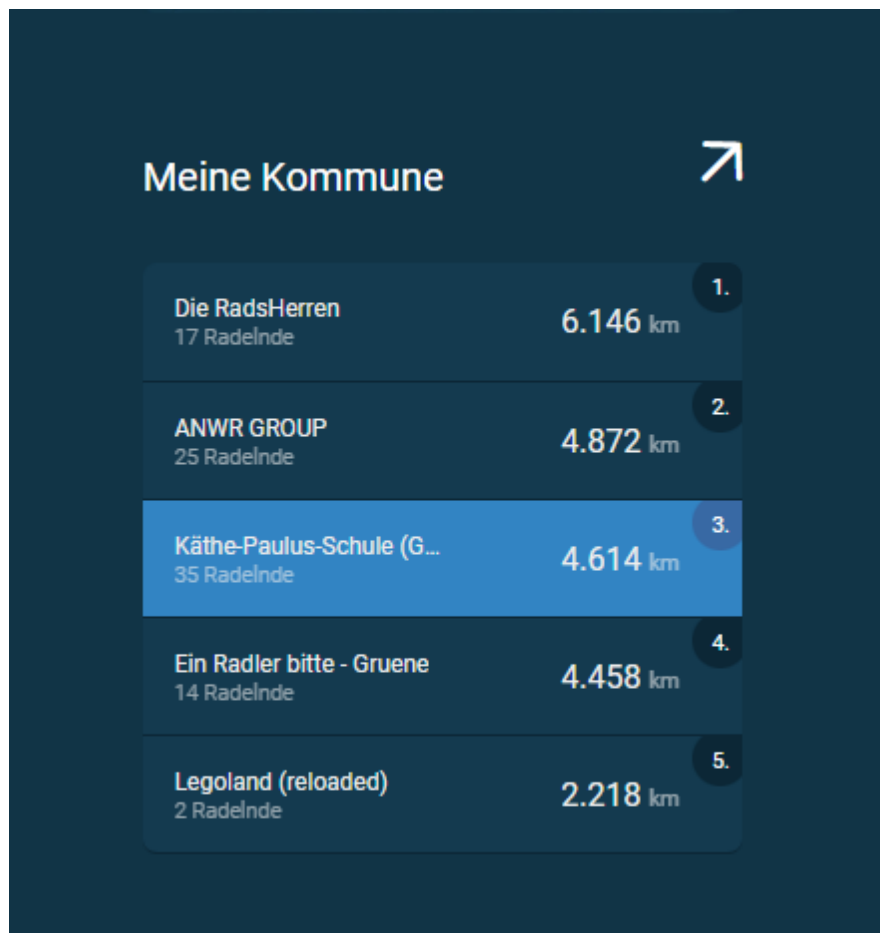 Meine Kommune
1.
Die RadsHerren
6.146 km
17 Radelnde
2.
ANWR GROUP
4.872 km
25 Radelnde
3.
Käthe-Paulus-Schule (G...
4.614 km
35 Radelnde
4.
Ein Radler bitte - Gruene
4.458 km
14 Radelnde
5.
Legoland (reloaded)
2.218 km
2 Radelnde